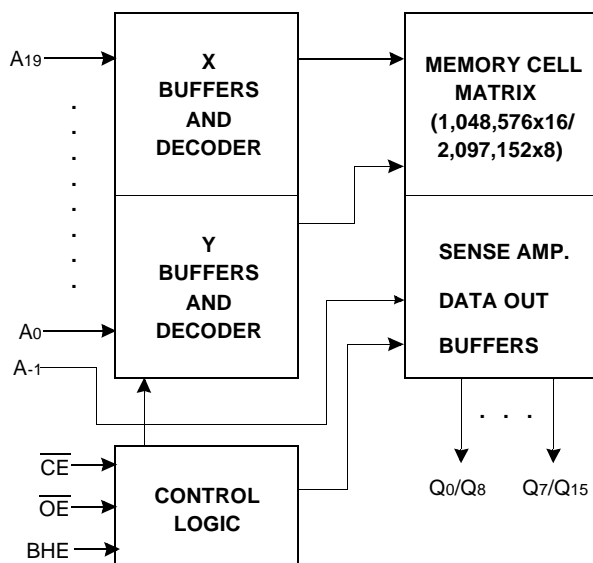 A19
A0
A-1
X
BUFFERS
AND
DECODER
Y
BUFFERS
AND
DECODER
MEMORY CELL
MATRIX
(1,048,576x16/
2,097,152x8)
SENSE AMP.
DATA OUT
BUFFERS
CE
OE
BHE
CONTROL
LOGIC
. . .
Q0/Q8
Q7/Q15